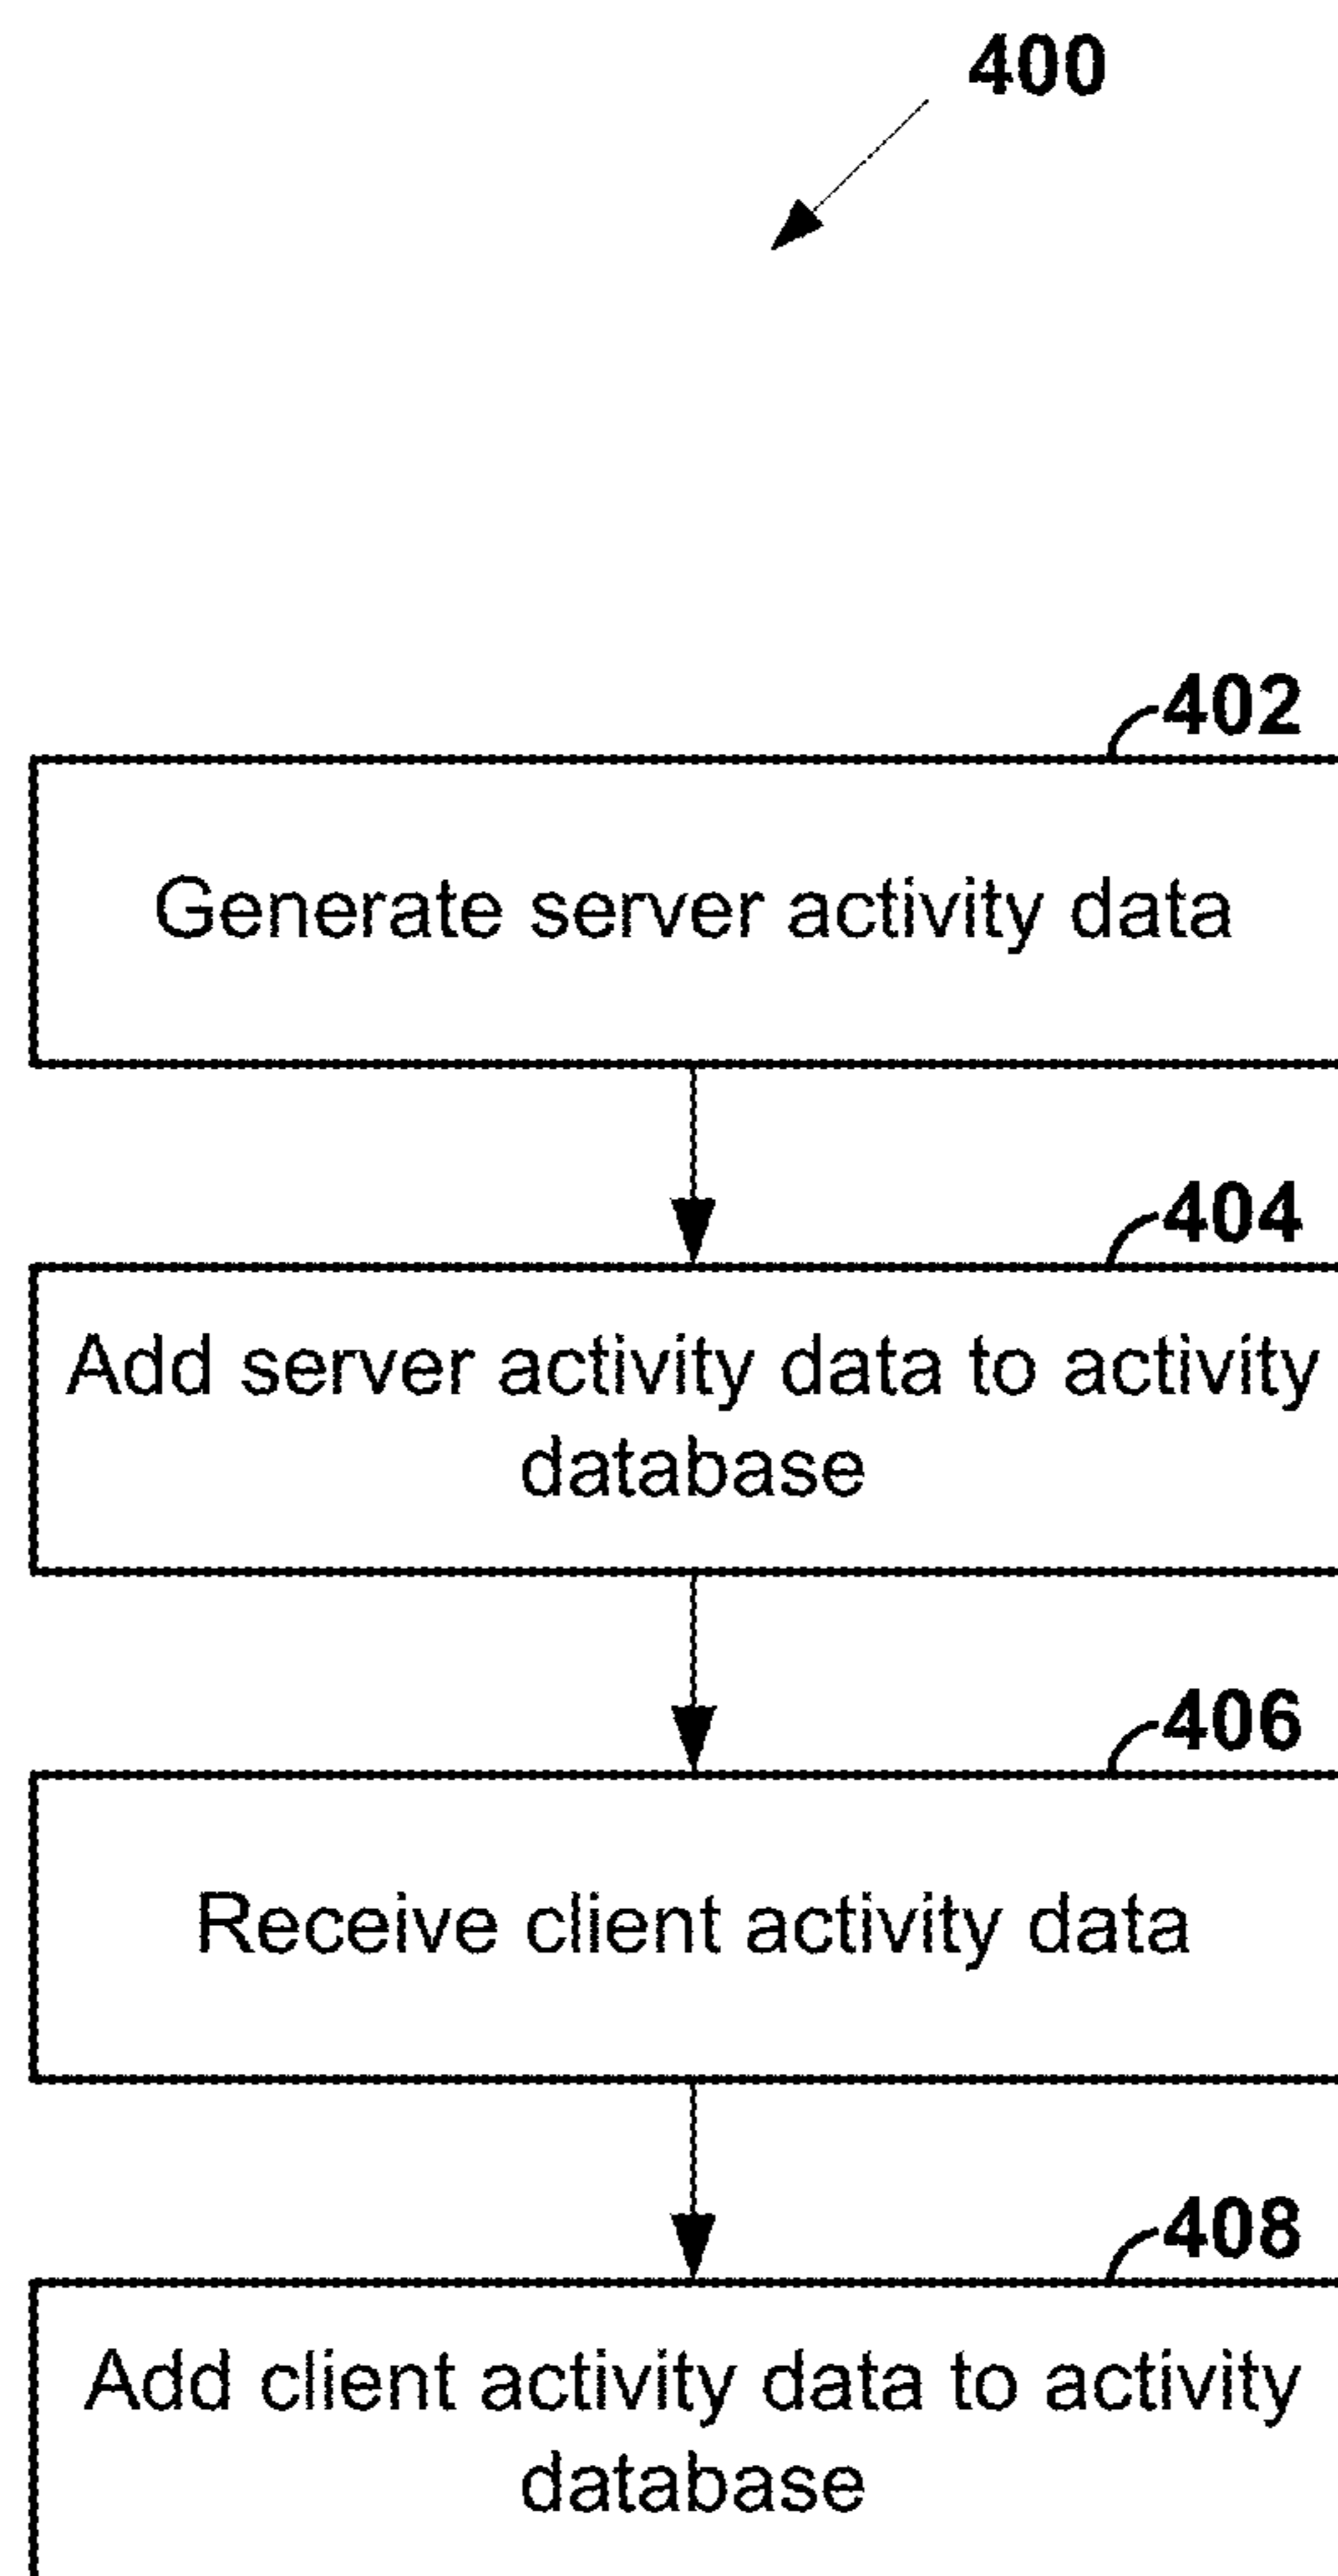 400
402
Generate server activity data
404
Add server activity data to activity
database
406
Receive client activity data
408
Add client activity data to activity
database